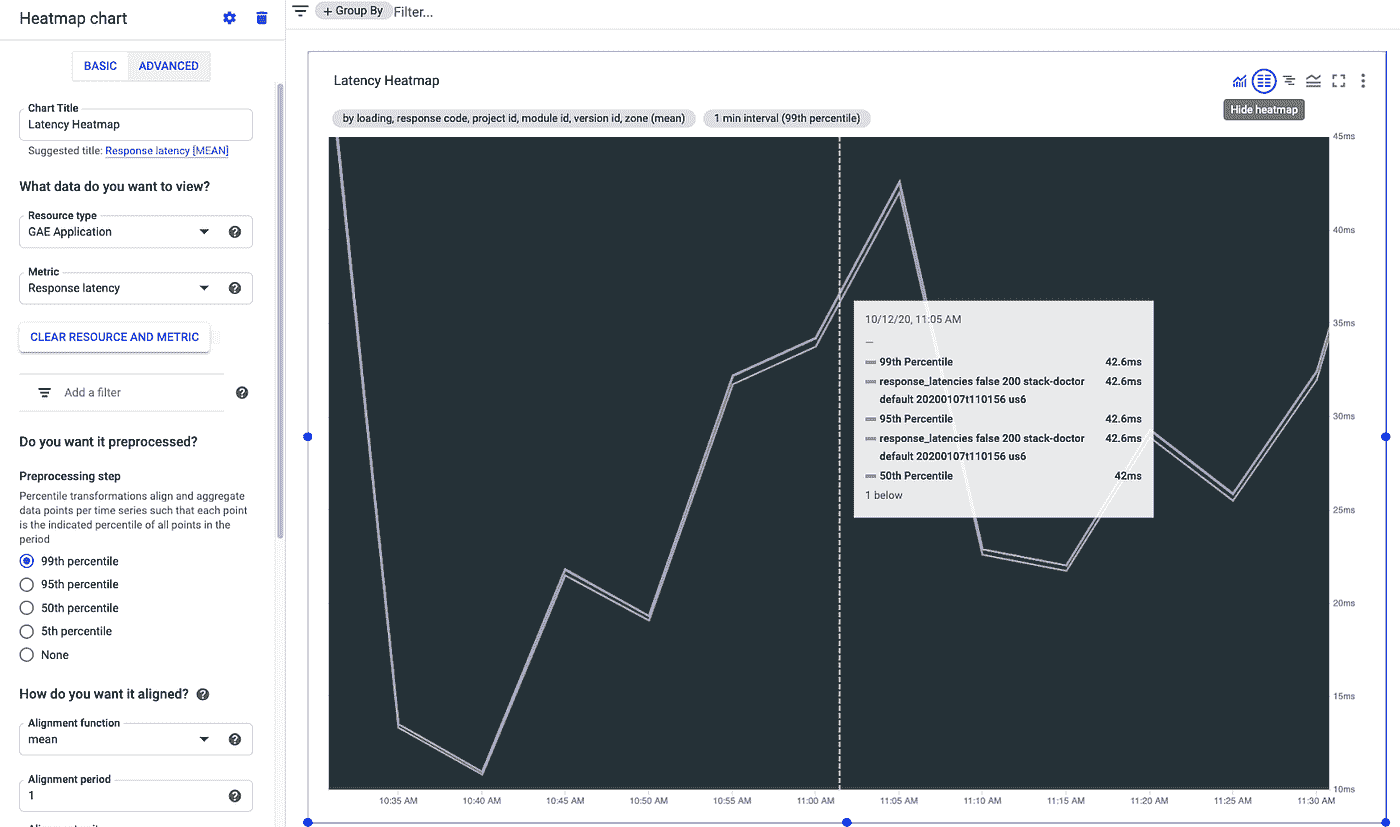 Heatmap chart
+ Group By
Filter...
BASIC
ADVANCED
Chart Title
Latency Heatmap
Suggested title: Response latency [MEAN]
What data do you want to view?
Resource type
GAE Application
Metric
Response latency
CLEAR RESOURCE AND METRIC
Add a filter
Do you want it preprocessed?
Preprocessing step
Percentile transformations align and aggregate
data points per time series such that each point
is the indicated percentile of all points in the
period
99th percentile
95th percentile
50th percentile
5th percentile
None
How do you want it aligned?
Alignment function
mean
Alignment period
1
Latency Heatmap
Hide heatmap
by loading, response code, project id, module id, version id, zone (mean)
1 min interval (99th percentile)
45ms
40ms
35ms
30ms
25ms
20ms
15ms
10ms
10/12/20, 11:05 AM
—
99th Percentile 42.6ms
response_latencies false 200 stack-doctor 42.6ms
default 20200107t110156 us6
95th Percentile 42.6ms
response_latencies false 200 stack-doctor 42.6ms
default 20200107t110156 us6
50th Percentile 42ms
1 below
10:35 AM
10:40 AM
10:45 AM
10:50 AM
10:55 AM
11:00 AM
11:05 AM
11:10 AM
11:15 AM
11:20 AM
11:25 AM
11:30 AM